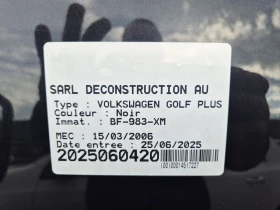 SARL DECONSTRUCTION AU
Type : VOLKSWAGEN GOLF PLUS
Couleur : Noir
Immat. : BF-983-XM
MEC : 15/03/2006
Date entree : 25/06/2025
2025060420